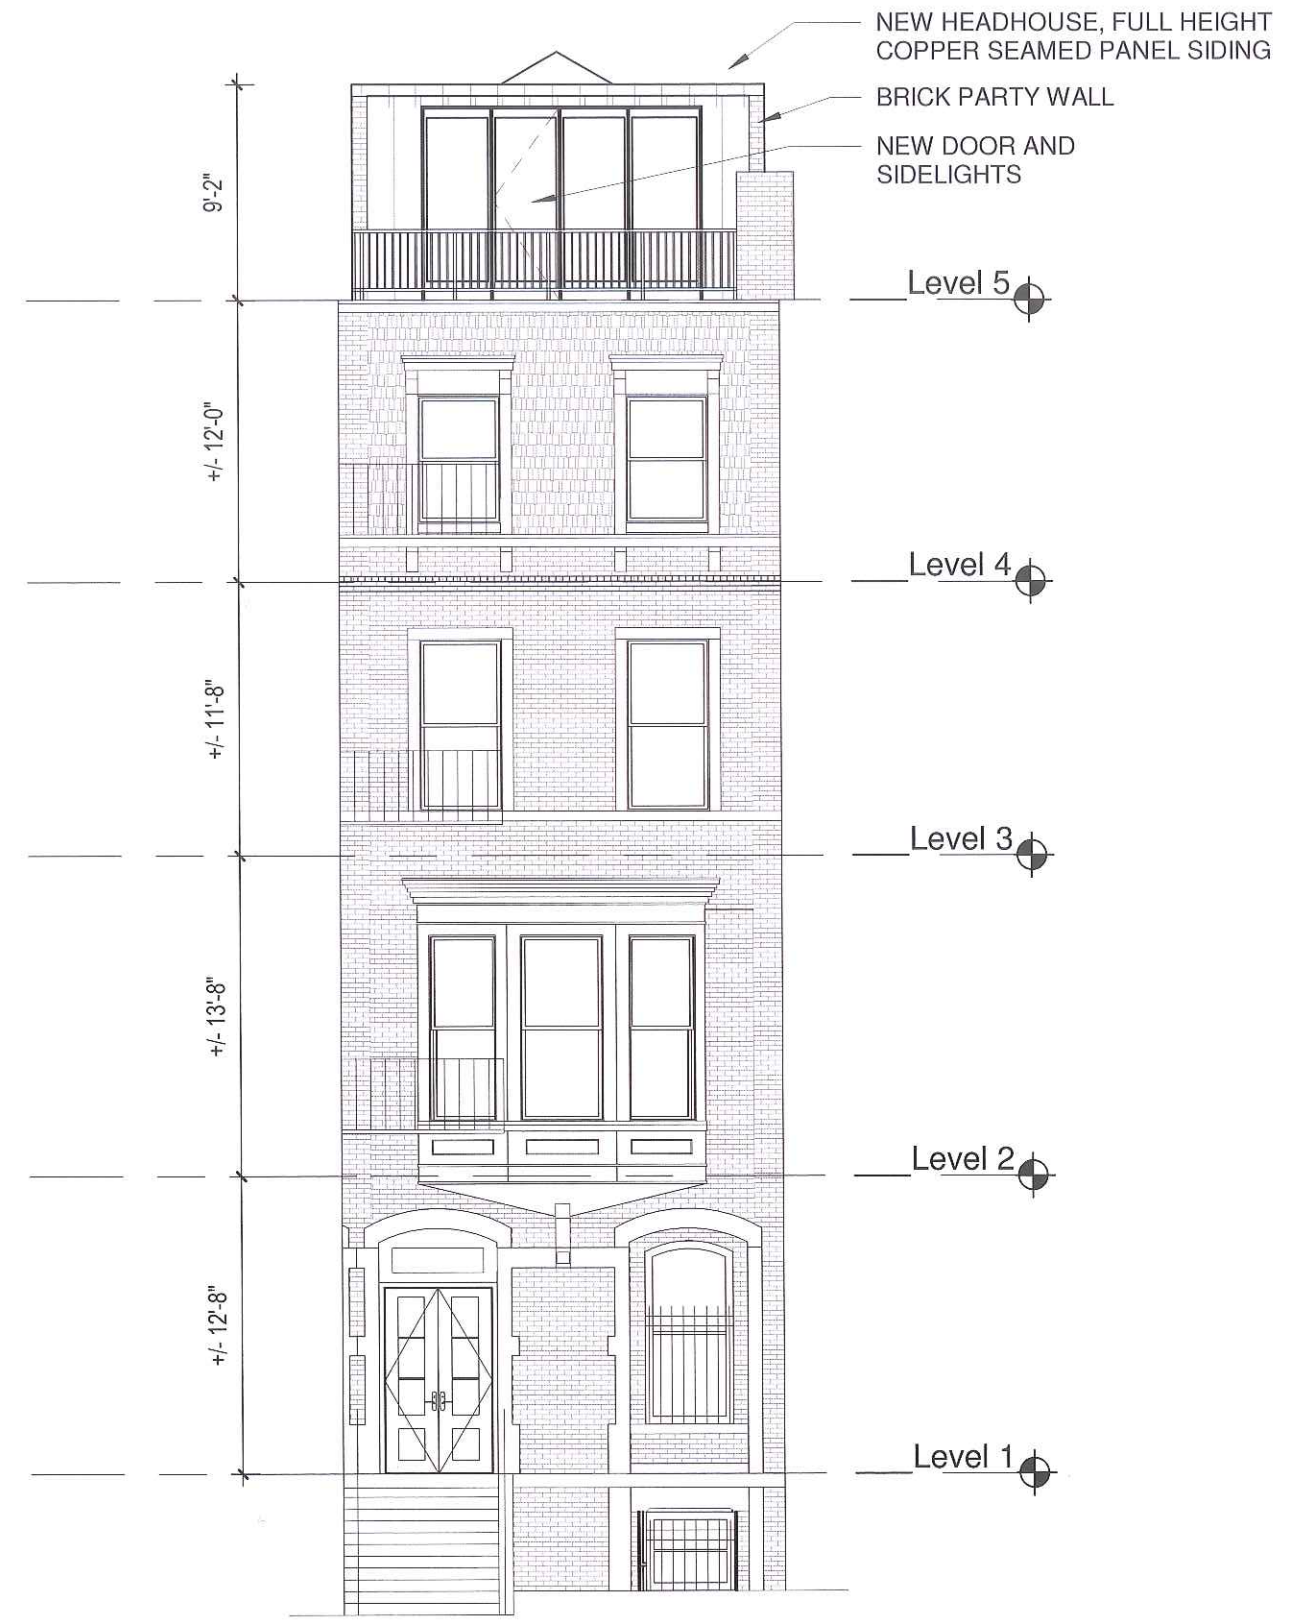 NEW HEADHOUSE, FULL HEIGHT
COPPER SEAMED PANEL SIDING
BRICK PARTY WALL
NEW DOOR AND
SIDELIGHTS
9'-2"
Level 5
+/- 12'-0"
Level 4
+/- 11'-8"
Level 3
+/- 13'-8"
Level 2
+/- 12'-8"
Level 1